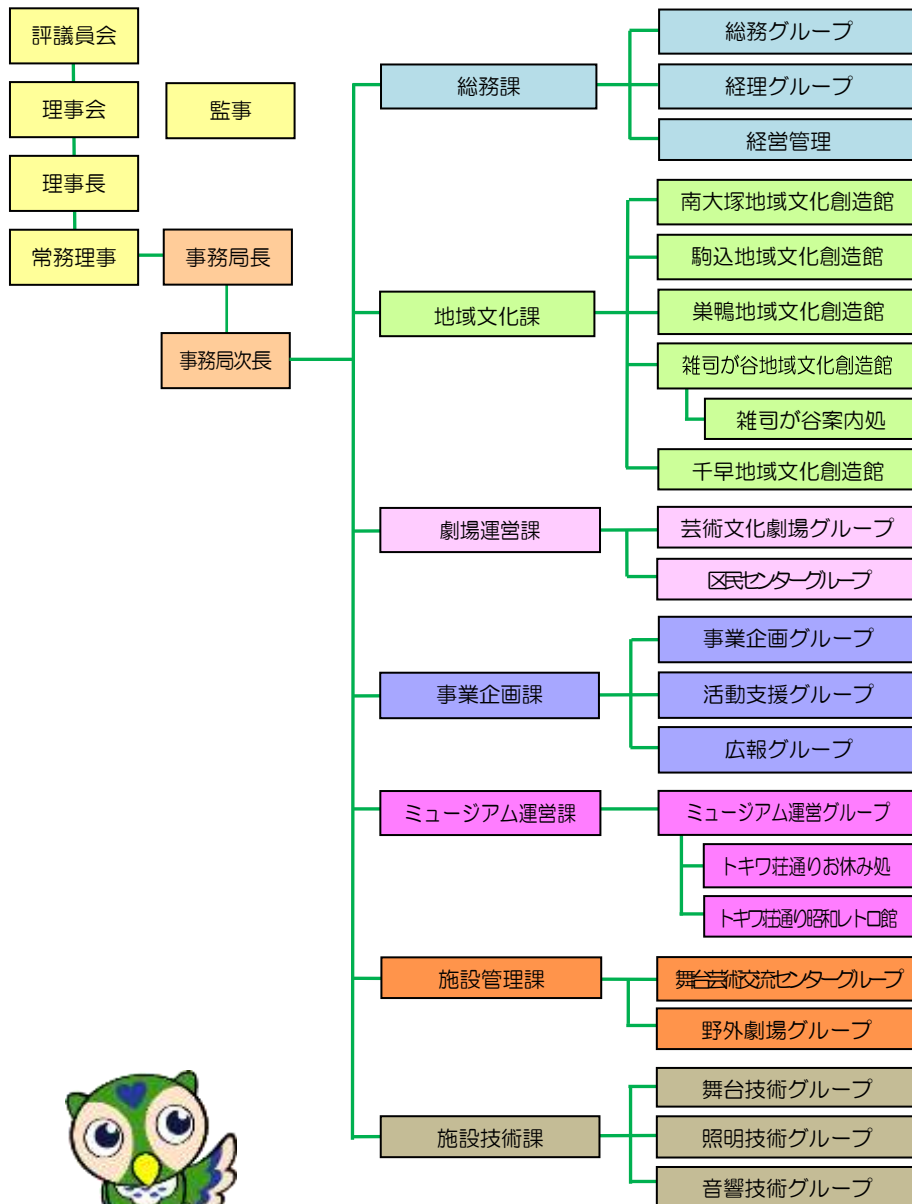 評議員会
理事会
監事
理事長
常務理事
事務局長
事務局次長
総務課
総務グループ
経理グループ
経営管理
地域文化課
南大塚地域文化創造館
駒込地域文化創造館
巣鴨地域文化創造館
雑司が谷地域文化創造館
雑司が谷案内処
千早地域文化創造館
劇場運営課
芸術文化劇場グループ
区民センターグループ
事業企画課
事業企画グループ
活動支援グループ
広報グループ
ミュージアム運営課
ミュージアム運営グループ
トキワ荘通りお休み処
トキワ荘通り昭和レトロ館
施設管理課
舞台芸術交流センターグループ
野外劇場グループ
施設技術課
舞台技術グループ
照明技術グループ
音響技術グループ